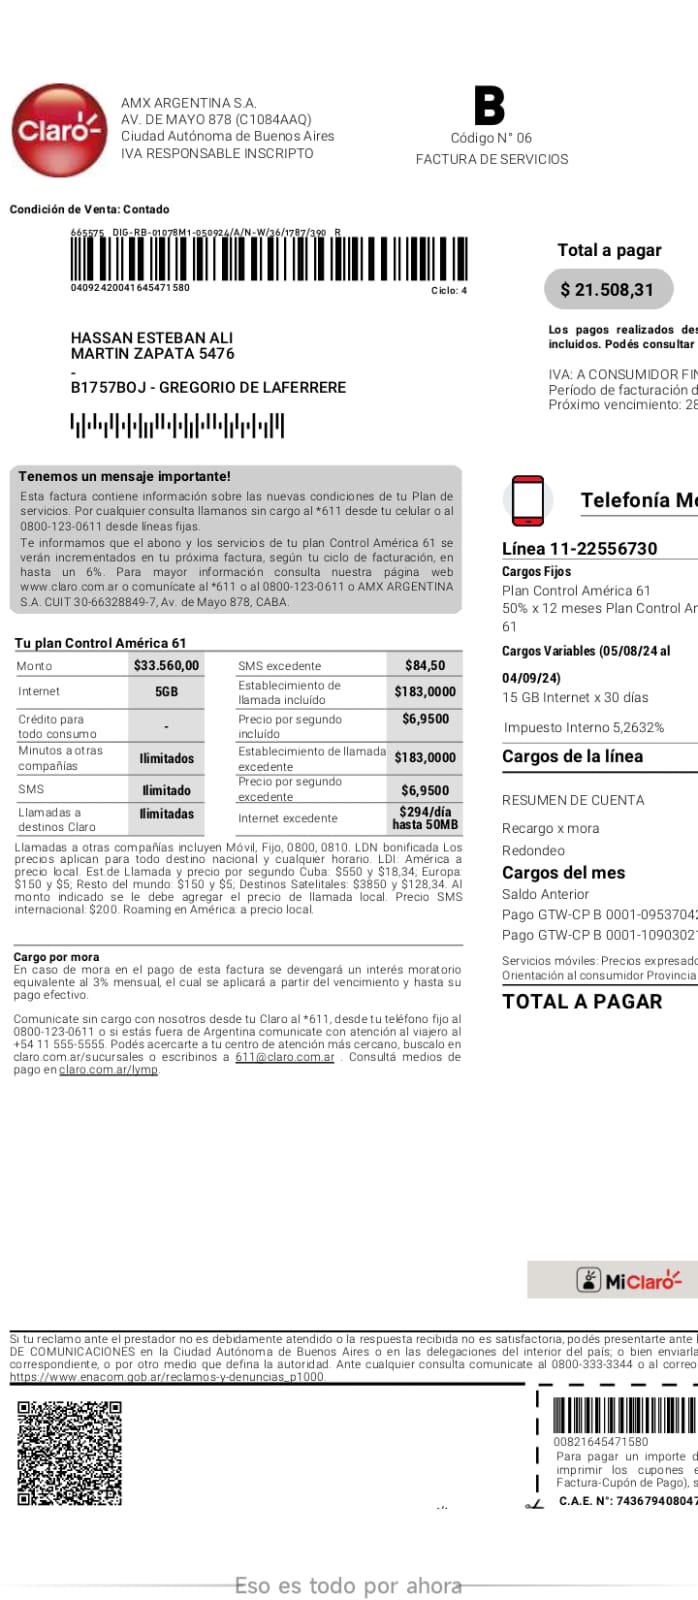 Claro
AMX ARGENTINA S.A.
AV. DE MAYO 878 (C1084AAQ)
Ciudad Autónoma de Buenos Aires
IVA RESPONSABLE INSCRIPTO
B
Código N° 06
FACTURA DE SERVICIOS
Condición de Venta: Contado
665575 DIG-RB-01078M1-050924/A/N-W/36/1787/390 R
04092420041645471580
Ciclo: 4
Total a pagar
$ 21.508,31
Los pagos realizados des
incluidos. Podés consultar
IVA: A CONSUMIDOR FIN
Período de facturación d
Próximo vencimiento: 28
HASSAN ESTEBAN ALI
MARTIN ZAPATA 5476
-
B1757BOJ - GREGORIO DE LAFERRERE
Tenemos un mensaje importante!
Esta factura contiene información sobre las nuevas condiciones de tu Plan de
servicios. Por cualquier consulta llamanos sin cargo al *611 desde tu celular o al
0800-123-0611 desde líneas fijas.
Te informamos que el abono y los servicios de tu plan Control América 61 se
verán incrementados en tu próxima factura, según tu ciclo de facturación, en
hasta un 6%. Para mayor información consulta nuestra página web
www.claro.com.ar o comunícate al *611 o al 0800-123-0611 o AMX ARGENTINA
S.A. CUIT 30-66328849-7, Av. de Mayo 878, CABA.
Tu plan Control América 61
Monto $33.560,00
Internet 5GB
Crédito para
todo consumo -
Minutos a otras
compañías Ilimitados
SMS Ilimitado
Llamadas a
destinos Claro Ilimitadas
SMS excedente $84,50
Establecimiento de
llamada incluído $183,0000
Precio por segundo
incluído $6,9500
Establecimiento de llamada
excedente $183,0000
Precio por segundo
excedente $6,9500
Internet excedente $294/día
hasta 50MB
Llamadas a otras compañías incluyen Móvil, Fijo, 0800, 0810. LDN bonificada Los
precios aplican para todo destino nacional y cualquier horario. LDI: América a
precio local. Est.de Llamada y precio por segundo Cuba: $550 y $18,34; Europa:
$150 y $5; Resto del mundo: $150 y $5; Destinos Satelitales: $3850 y $128,34. Al
monto indicado se le debe agregar el precio de llamada local. Precio SMS
internacional: $200. Roaming en América: a precio local.
Cargo por mora
En caso de mora en el pago de esta factura se devengará un interés moratorio
equivalente al 3% mensual, el cual se aplicará a partir del vencimiento y hasta su
pago efectivo.
Comunicate sin cargo con nosotros desde tu Claro al *611, desde tu teléfono fijo al
0800-123-0611 o si estás fuera de Argentina comunicate con atención al viajero al
+54 11 555-5555. Podés acercarte a tu centro de atención más cercano, buscalo en
claro.com.ar/sucursales o escribinos a 611@claro.com.ar . Consultá medios de
pago en claro.com.ar/lymp.
Telefonía Mó
Línea 11-22556730
Cargos Fijos
Plan Control América 61
50% x 12 meses Plan Control Am
61
Cargos Variables (05/08/24 al
04/09/24)
15 GB Internet x 30 días
Impuesto Interno 5,2632%
Cargos de la línea
RESUMEN DE CUENTA
Recargo x mora
Redondeo
Cargos del mes
Saldo Anterior
Pago GTW-CP B 0001-09537042
Pago GTW-CP B 0001-1090302
Servicios móviles: Precios expresado
Orientación al consumidor Provincia
TOTAL A PAGAR
MiClaro
Si tu reclamo ante el prestador no es debidamente atendido o la respuesta recibida no es satisfactoria, podés presentarte ante l
DE COMUNICACIONES en la Ciudad Autónoma de Buenos Aires o en las delegaciones del interior del país; o bien enviarla
correspondiente, o por otro medio que defina la autoridad. Ante cualquier consulta comunicate al 0800-333-3344 o al correo
https://www.enacom.gob.ar/reclamos-y-denuncias_p1000.
00821645471580
Para pagar un importe d
imprimir los cupones e
Factura-Cupón de Pago), s
C.A.E. N°: 74367940804
Eso es todo por ahora